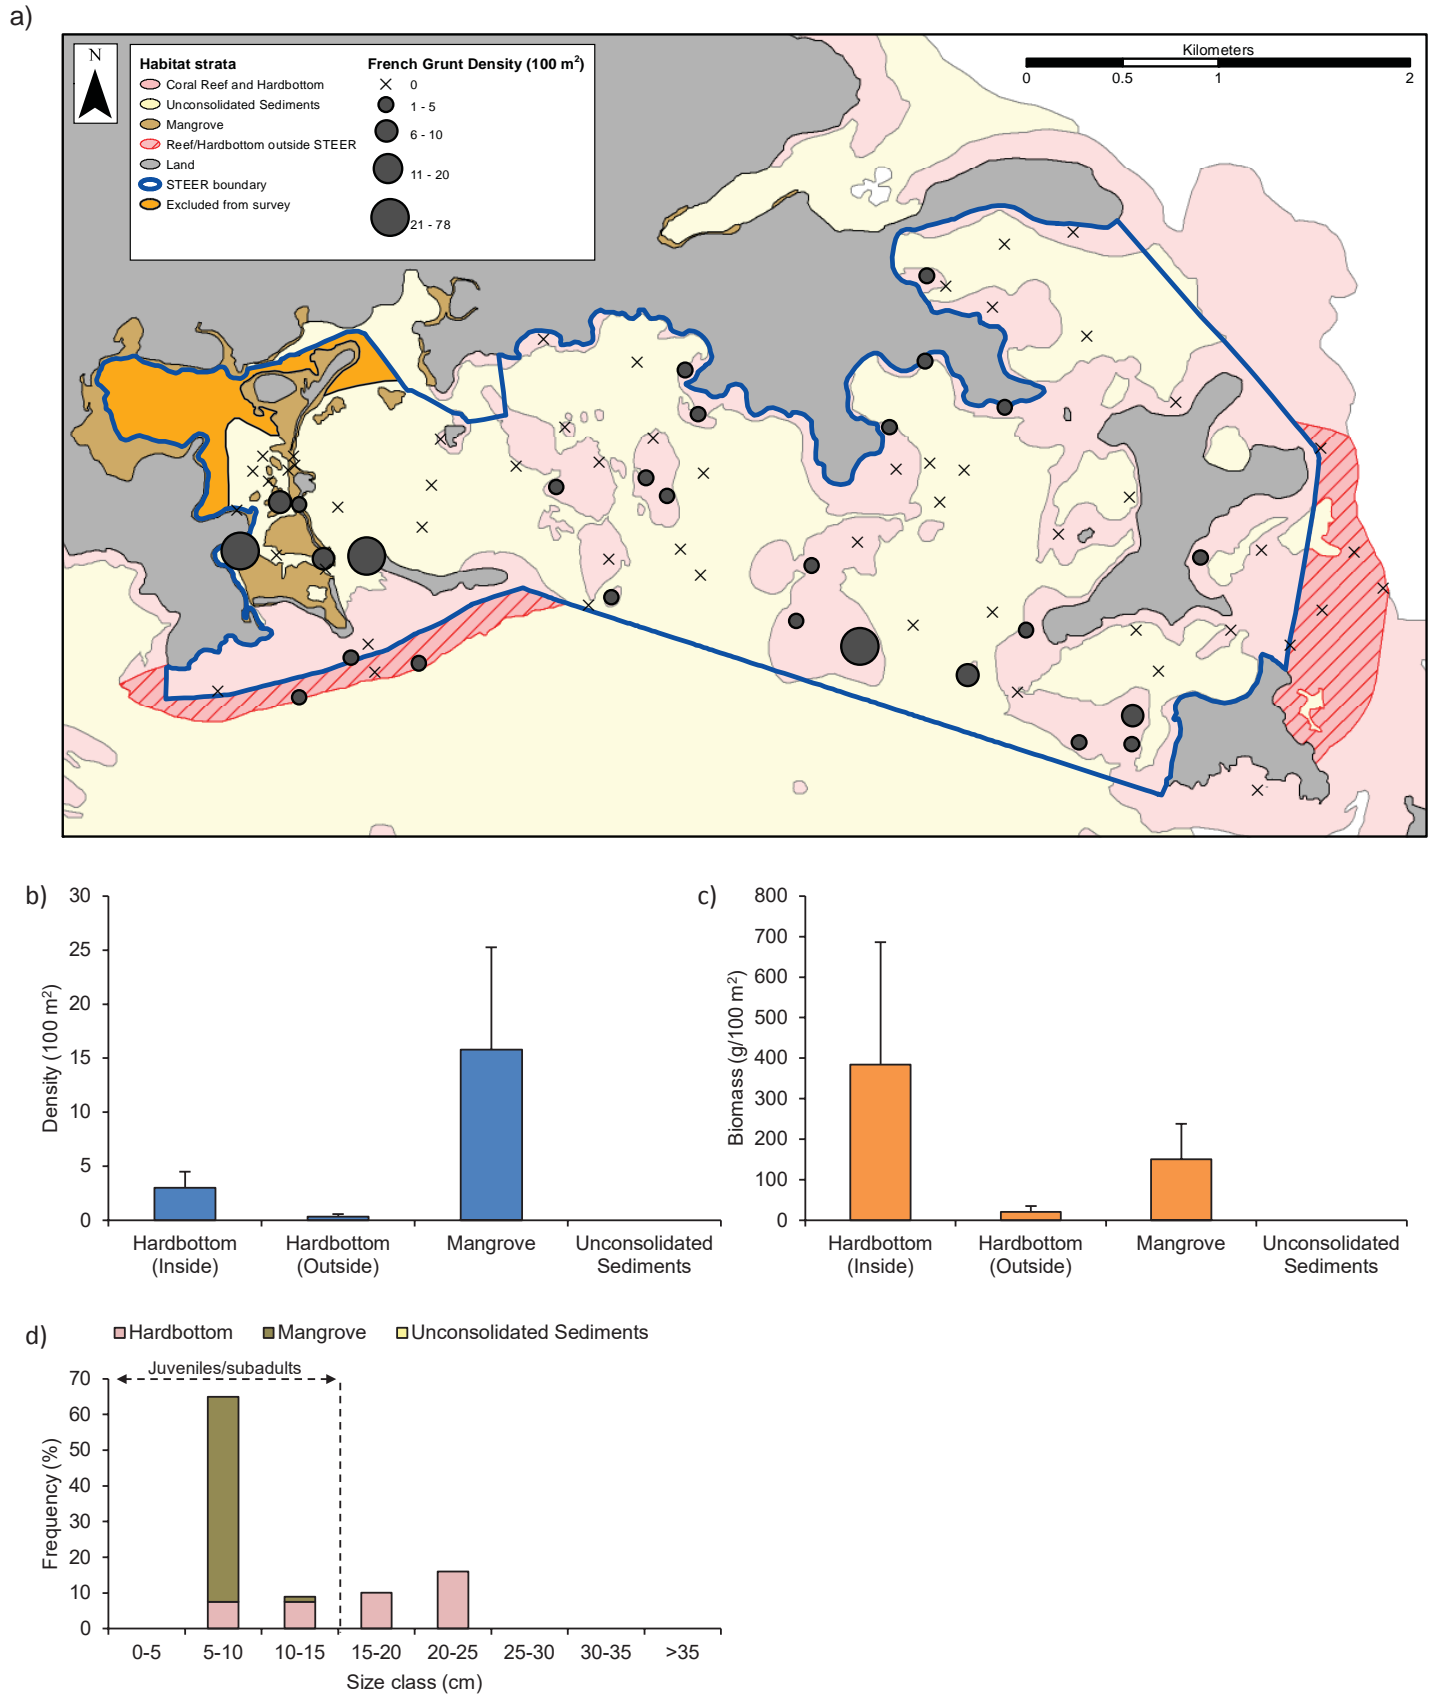 a)
N
Habitat strata
Coral Reef and Hardbottom
Unconsolidated Sediments
Mangrove
Reef/Hardbottom outside STEER
Land
STEER boundary
Excluded from survey
French Grunt Density (100 m²)
0
1 - 5
6 - 10
11 - 20
21 - 78
Kilometers
0 0.5 1 2
b)
Density (100 m²)
30
25
20
15
10
5
0
Hardbottom (Inside)
Hardbottom (Outside)
Mangrove
Unconsolidated Sediments
c)
Biomass (g/100 m²)
800
700
600
500
400
300
200
100
0
Hardbottom (Inside)
Hardbottom (Outside)
Mangrove
Unconsolidated Sediments
d)
Hardbottom Mangrove Unconsolidated Sediments
Juveniles/subadults
Frequency (%)
70
60
50
40
30
20
10
0
0-5 5-10 10-15 15-20 20-25 25-30 30-35 >35
Size class (cm)